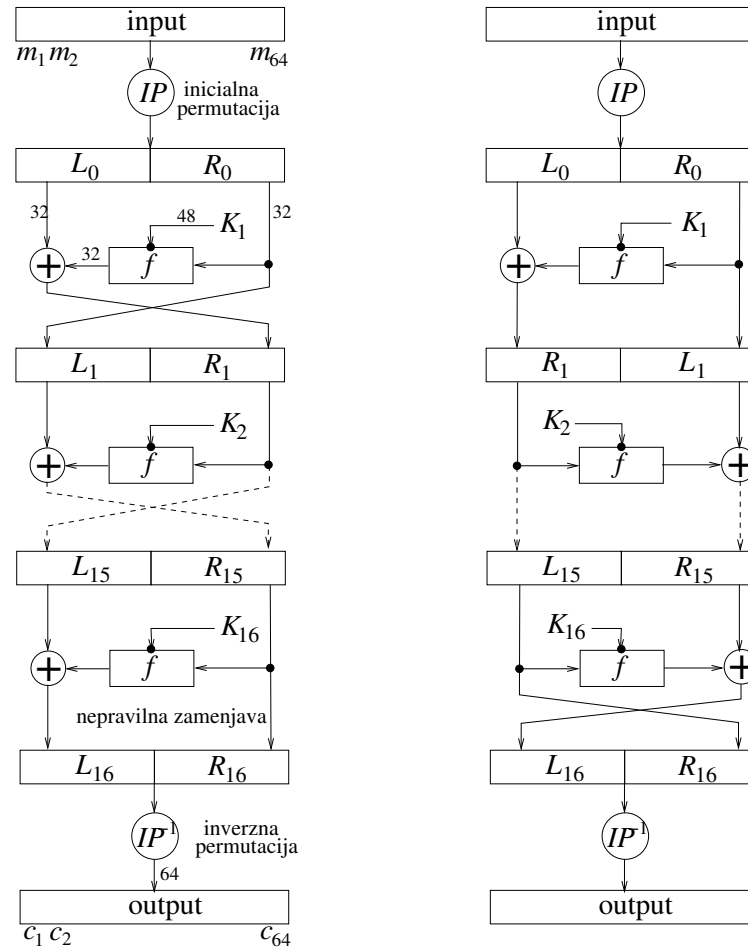 input
m1 m2 m64
IP inicialna
permutacija
L0 R0
32 48 K1 32
+ 32 f
L1 R1
K2
+ f
L15 R15
K16
+ f
nepravilna zamenjava
L16 R16
IP-1 inverzna
permutacija
64
output
c1 c2 c64
input
IP
L0 R0
K1
+ f
R1 L1
K2
f +
L15 R15
K16
f +
L16 R16
IP-1
output